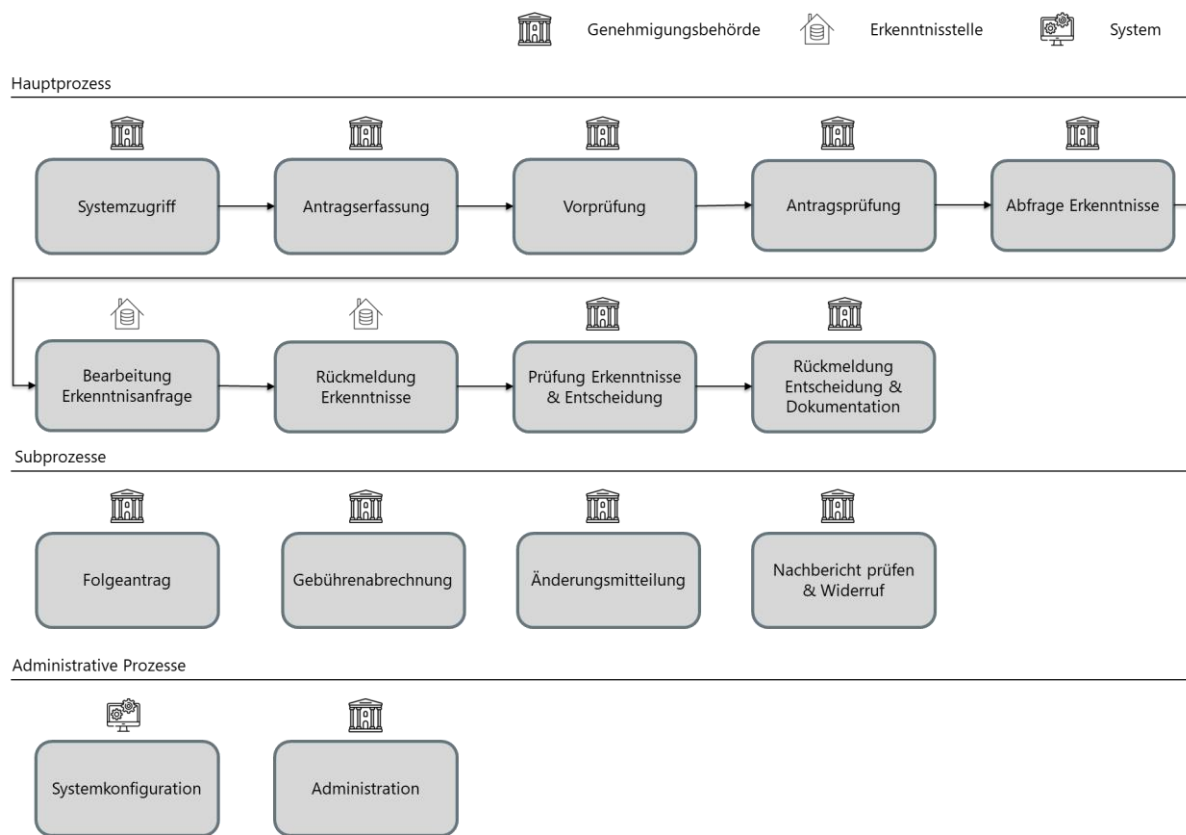 Genehmigungsbehörde
Erkenntnisstelle
System
Hauptprozess
Systemzugriff
Antragserfassung
Vorprüfung
Antragsprüfung
Abfrage Erkenntnisse
Bearbeitung
Erkenntnisanfrage
Rückmeldung
Erkenntnisse
Prüfung Erkenntnisse
& Entscheidung
Rückmeldung
Entscheidung &
Dokumentation
Subprozesse
Folgeantrag
Gebührenabrechnung
Änderungsmitteilung
Nachbericht prüfen
& Widerruf
Administrative Prozesse
Systemkonfiguration
Administration